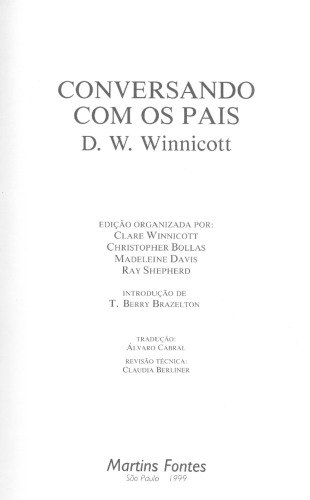 CONVERSANDO
COM OS PAIS
D. W. Winnicott
EDIÇÃO ORGANIZADA POR:
CLARE WINNICOTT
CHRISTOPHER BOLLAS
MADELEINE DAVIS
RAY SHEPHERD
INTRODUÇÃO DE
T. BERRY BRAZELTON
TRADUÇÃO:
ÁLVARO CABRAL
REVISÃO TÉCNICA:
CLAUDIA BERLINER
Martins Fontes
São Paulo 1999